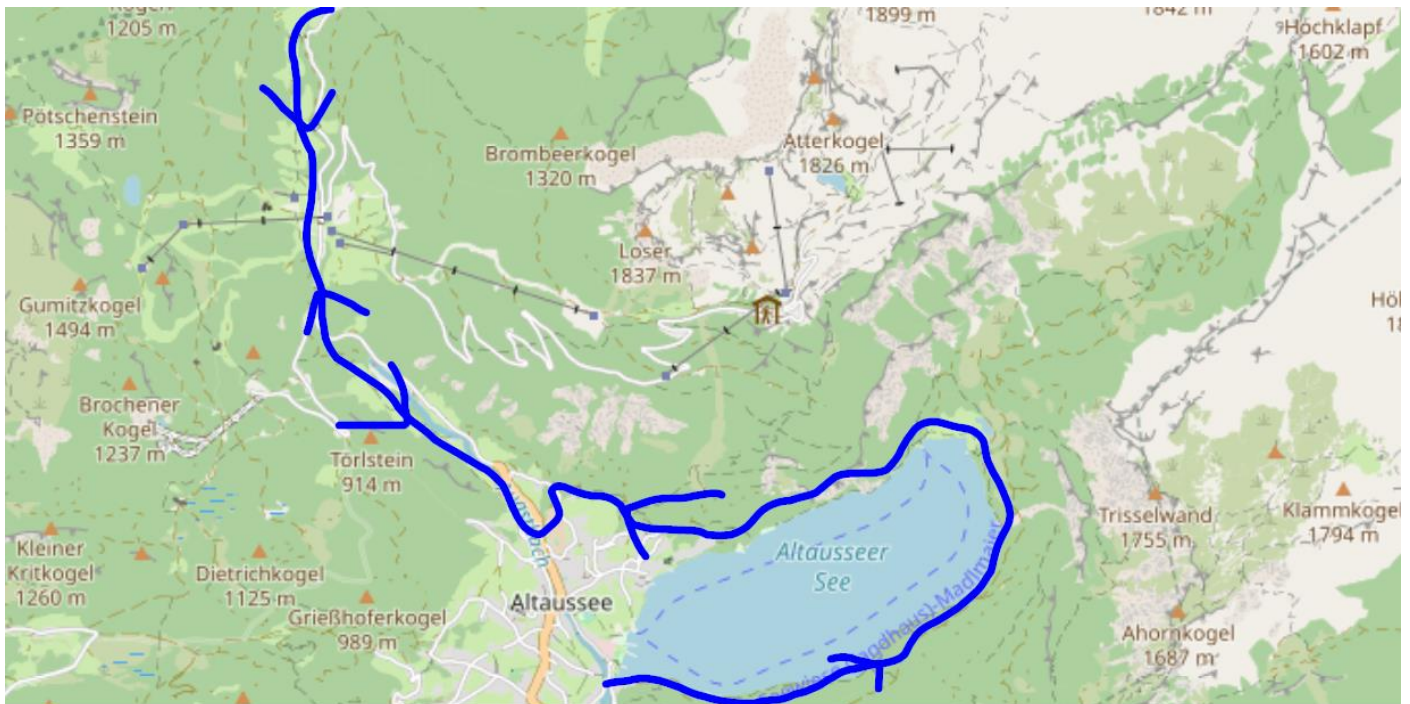 1205 m
1899 m
1842 m
Hochklapf
1602 m
Pötschenstein
1359 m
Brombeerkogel
1320 m
Atterkogel
1826 m
Loser
1837 m
Gumitzkogel
1494 m
Brochener
Kogel
1237 m
Törlstein
914 m
Trisselwand
1755 m
Klammkogel
1794 m
Altausseer
See
Kleiner
Kritkogel
1260 m
Dietrichkogel
1125 m
Grießhoferkogel
989 m
Altaussee
Ahornkogel
1687 m